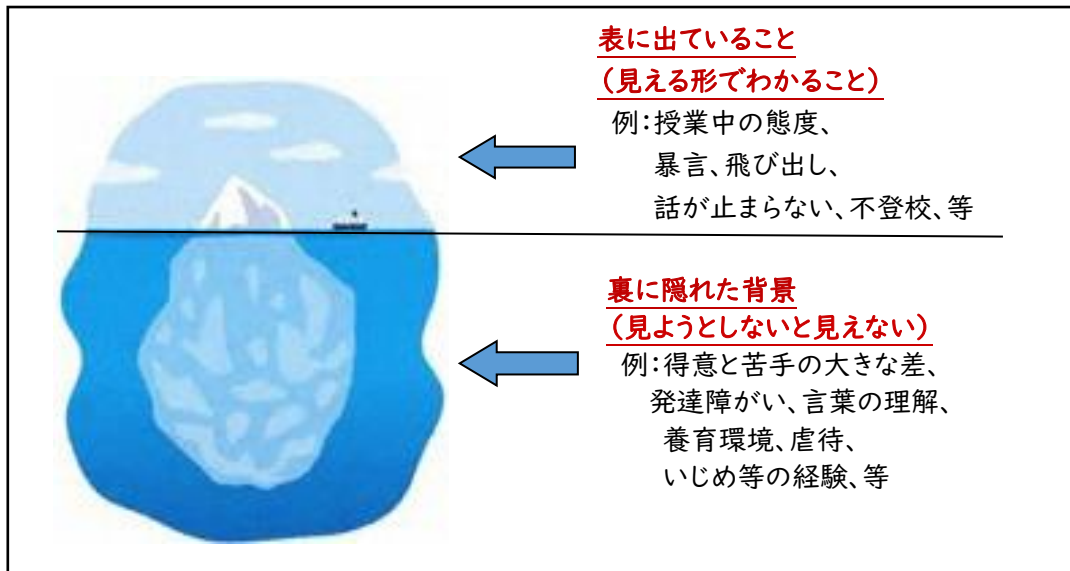 表に出ていること
（見える形でわかること）
例：授業中の態度、
暴言、飛び出し、
話が止まらない、不登校、等
裏に隠れた背景
（見ようとしないと見えない）
例：得意と苦手の大きな差、
発達障がい、言葉の理解、
養育環境、虐待、
いじめ等の経験、等